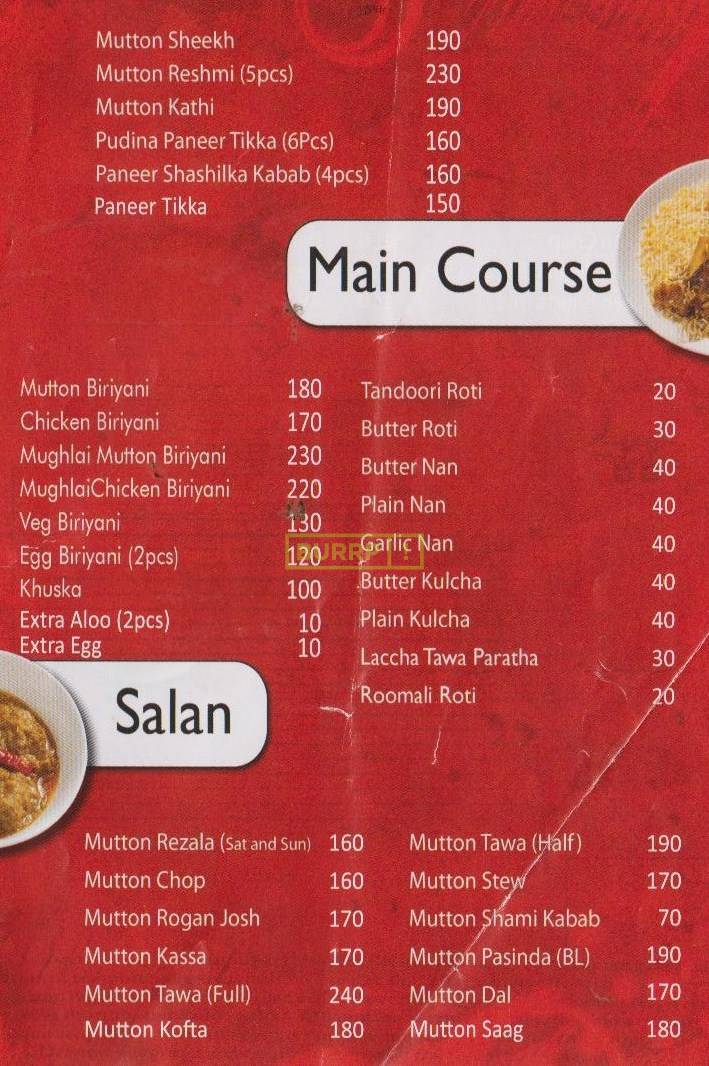 Mutton Sheekh 190
Mutton Reshmi (5pcs) 230
Mutton Kathi 190
Pudina Paneer Tikka (6Pcs) 160
Paneer Shashilka Kabab (4pcs) 160
Paneer Tikka 150
Main Course
Mutton Biriyani 180
Chicken Biriyani 170
Mughlai Mutton Biriyani 230
MughlaiChicken Biriyani 220
Veg Biriyani 130
Egg Biriyani (2pcs) 120
Khuska 100
Extra Aloo (2pcs) 10
Extra Egg 10
Tandoori Roti 20
Butter Roti 30
Butter Nan 40
Plain Nan 40
Garlic Nan 40
Butter Kulcha 40
Plain Kulcha 40
Laccha Tawa Paratha 30
Roomali Roti 20
BURRP!
Salan
Mutton Rezala (Sat and Sun) 160
Mutton Chop 160
Mutton Rogan Josh 170
Mutton Kassa 170
Mutton Tawa (Full) 240
Mutton Kofta 180
Mutton Tawa (Half) 190
Mutton Stew 170
Mutton Shami Kabab 70
Mutton Pasinda (BL) 190
Mutton Dal 170
Mutton Saag 180